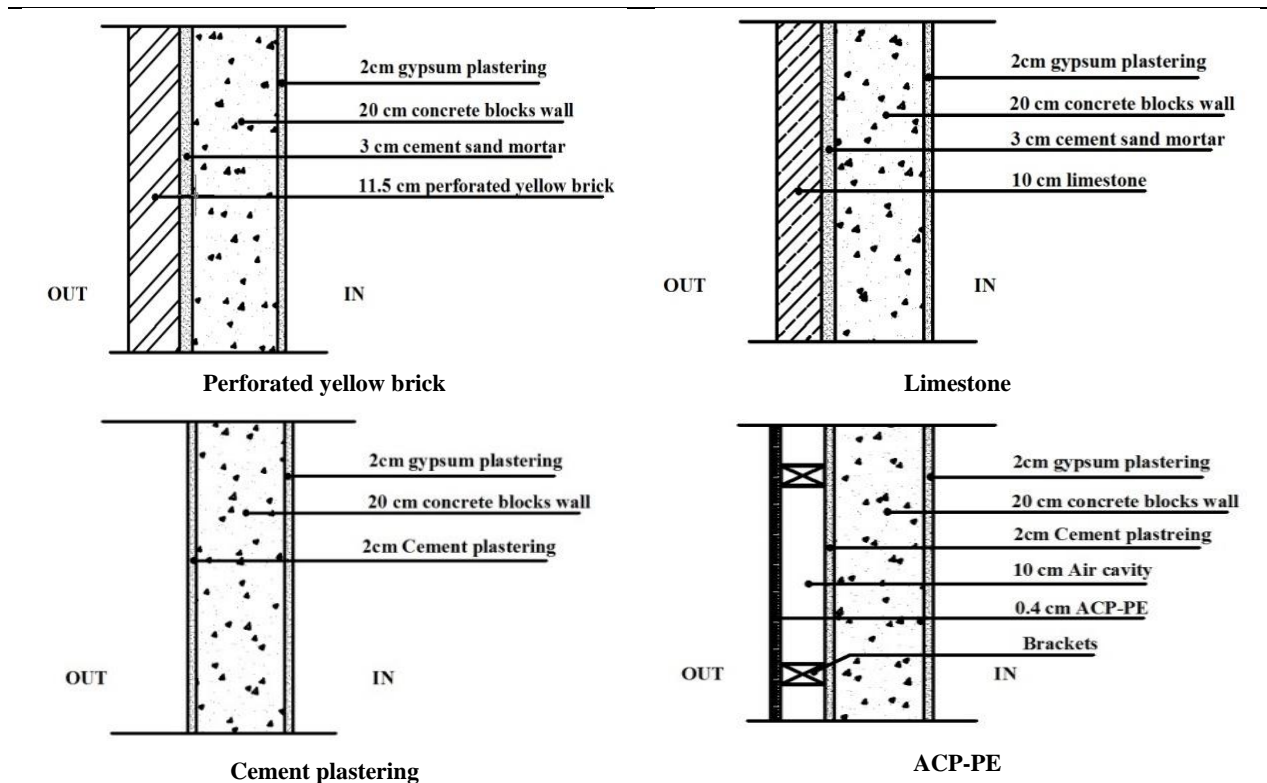 2cm gypsum plastering
20 cm concrete blocks wall
3 cm cement sand mortar
11.5 cm perforated yellow brick
OUT
IN
Perforated yellow brick
2cm gypsum plastering
20 cm concrete blocks wall
3 cm cement sand mortar
10 cm limestone
OUT
IN
Limestone
2cm gypsum plastering
20 cm concrete blocks wall
2cm Cement plastering
OUT
IN
Cement plastering
2cm gypsum plastering
20 cm concrete blocks wall
2cm Cement plastreing
10 cm Air cavity
0.4 cm ACP-PE
Brackets
OUT
IN
ACP-PE